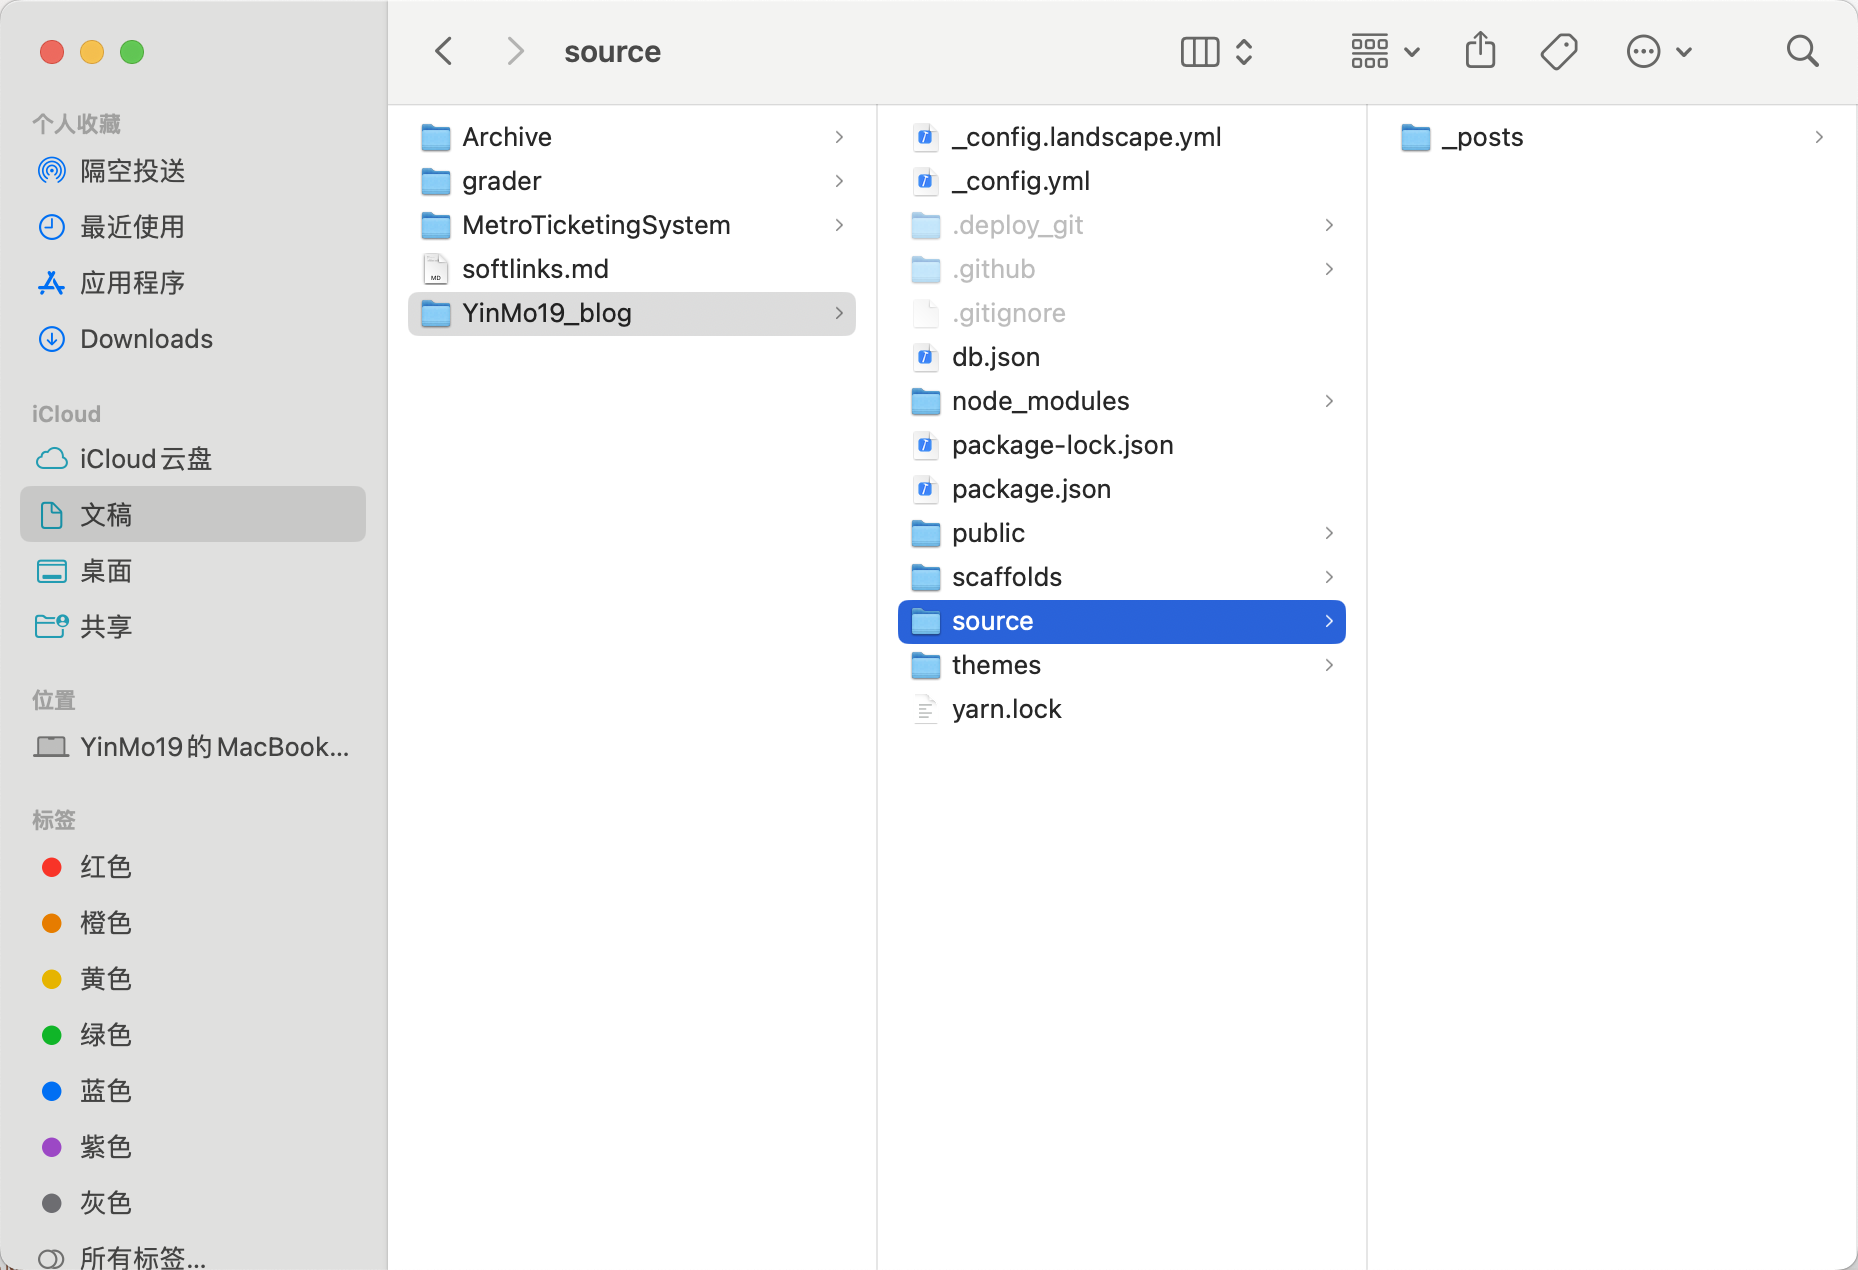 source
个人收藏
隔空投送
最近使用
应用程序
Downloads
iCloud
iCloud云盘
文稿
桌面
共享
位置
YinMo19的MacBook...
标签
红色
橙色
黄色
绿色
蓝色
紫色
灰色
所有标签...
Archive
grader
MetroTicketingSystem
softlinks.md
YinMo19_blog
_config.landscape.yml
_config.yml
.deploy_git
.github
.gitignore
db.json
node_modules
package-lock.json
package.json
public
scaffolds
source
themes
yarn.lock
_posts